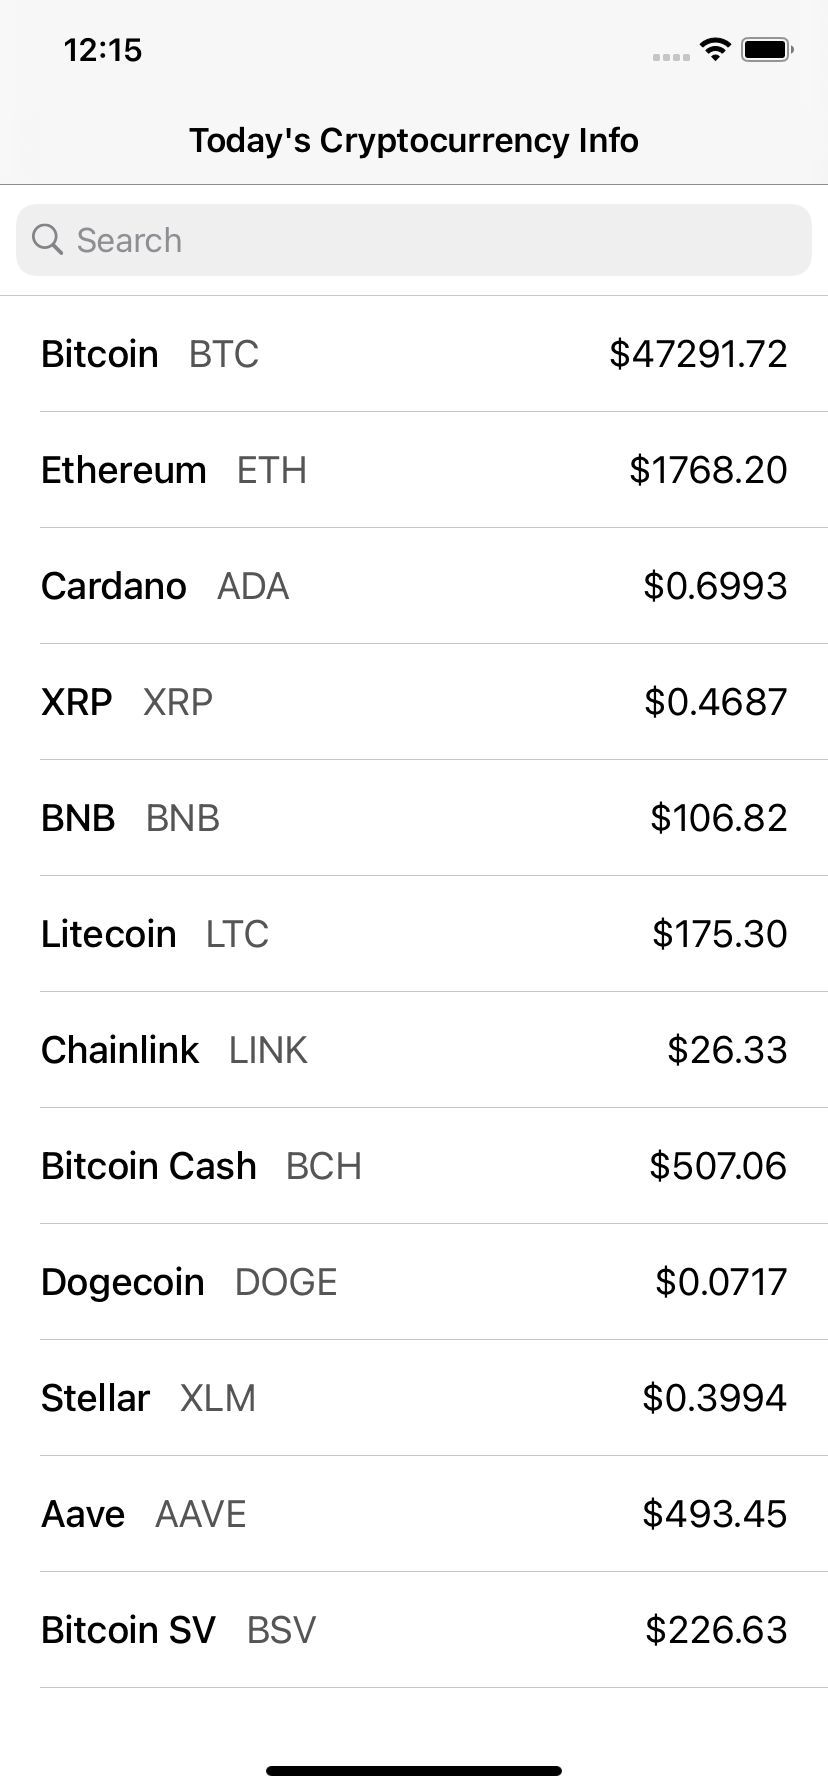 12:15
Today's Cryptocurrency Info
Search
Bitcoin BTC $47291.72
Ethereum ETH $1768.20
Cardano ADA $0.6993
XRP XRP $0.4687
BNB BNB $106.82
Litecoin LTC $175.30
Chainlink LINK $26.33
Bitcoin Cash BCH $507.06
Dogecoin DOGE $0.0717
Stellar XLM $0.3994
Aave AAVE $493.45
Bitcoin SV BSV $226.63